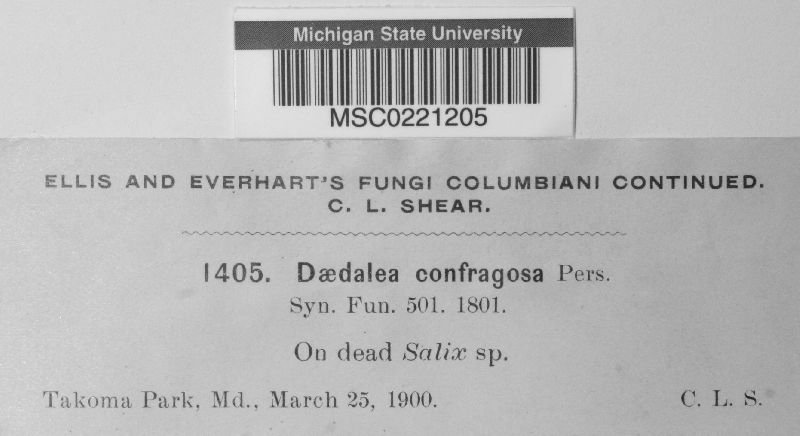 Michigan State University
MSC0221205
ELLIS AND EVERHART'S FUNGI COLUMBIANI CONTINUED.
C. L. SHEAR.
1405. Dædalea confragosa Pers.
Syn. Fun. 501. 1801.
On dead Salix sp.
Takoma Park, Md., March 25, 1900. C. L. S.